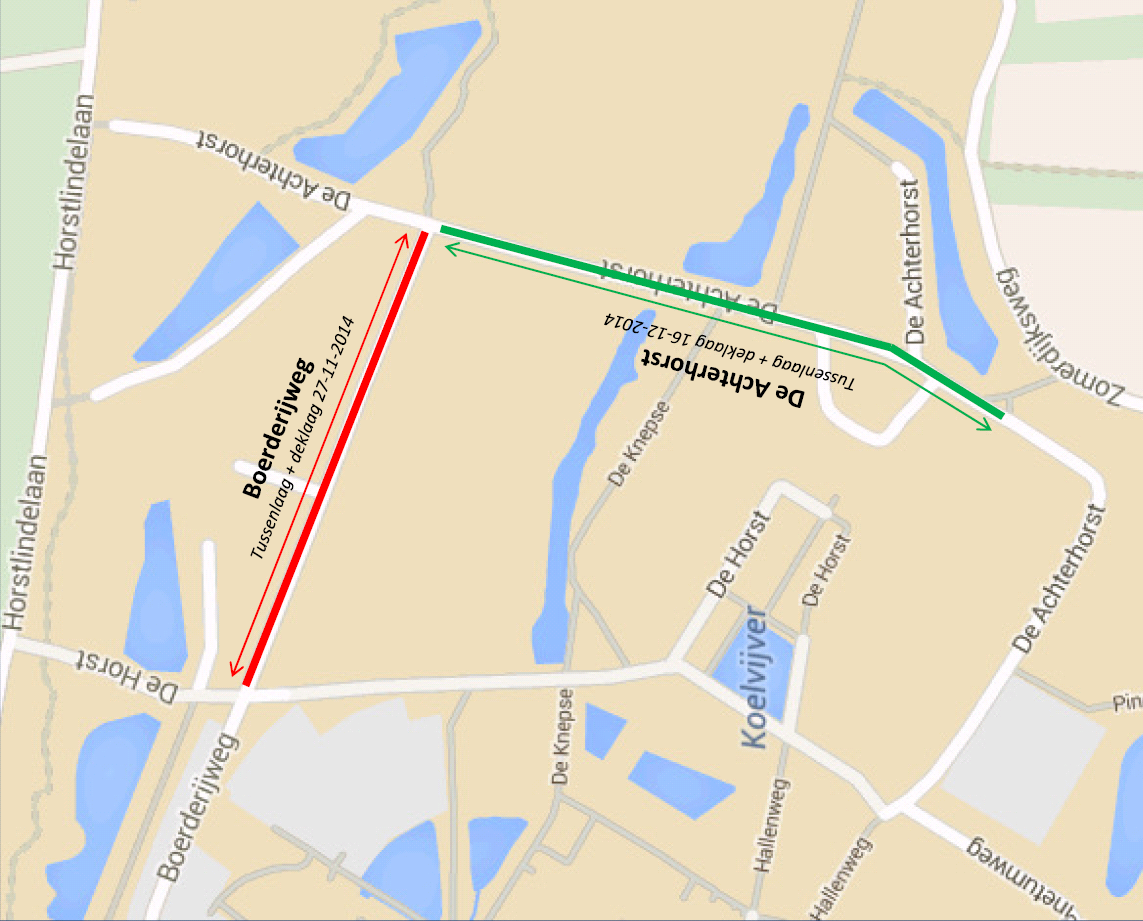 Horstlindelaan
De Achterhorst
De Achterhorst
De Achterhorst
Zomerdijksweg
De Achterhorst
Tussenlaag + deklaag 16-12-2014
Boerderijweg
Tussenlaag + deklaag 27-11-2014
De Knepse
Horstlindelaan
De Horst
De Horst
De Achterhorst
De Horst
Koelvijver
Pin
De Knepse
Boerderijweg
Hallenweg
Hallenweg
inetumweg